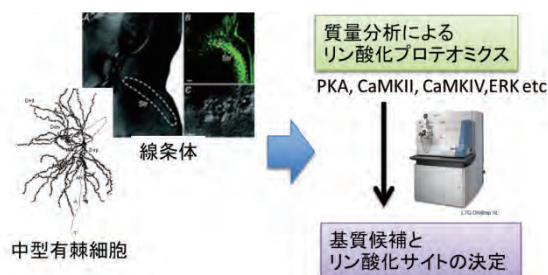 A
B
Str
C
線条体
中型有棘細胞
質量分析による
リン酸化プロテオミクス
PKA, CaMKII, CaMKIV,ERK etc
基質候補と
リン酸化サイトの決定